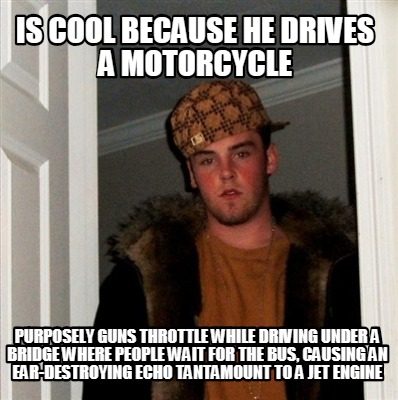 IS COOL BECAUSE HE DRIVES
A MOTORCYCLE
PURPOSELY GUNS THROTTLE WHILE DRIVING UNDER A
BRIDGE WHERE PEOPLE WAIT FOR THE BUS, CAUSING AN
EAR-DESTROYING ECHO TANTAMOUNT TO A JET ENGINE